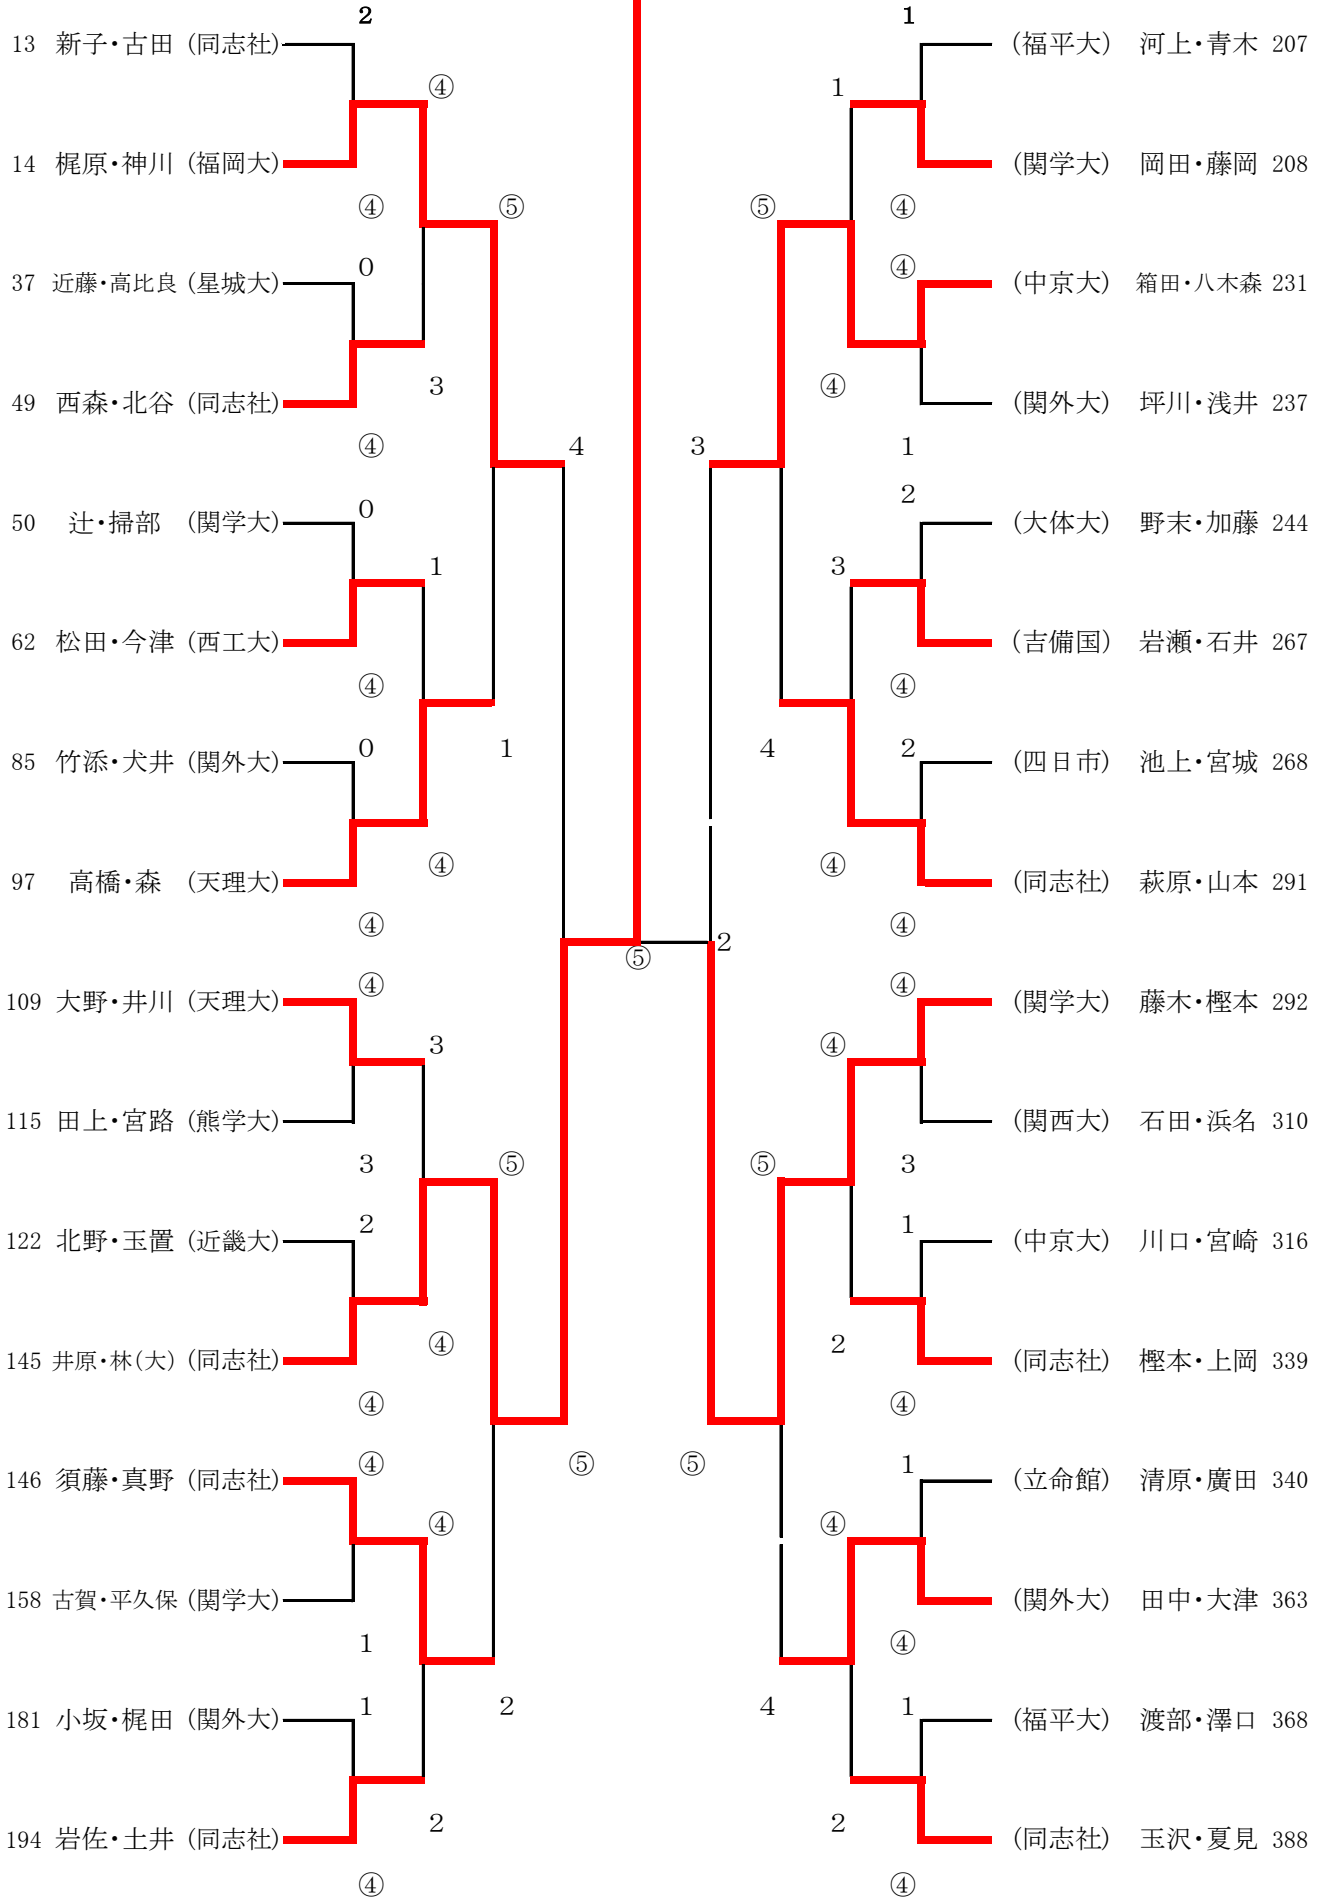 2
1
13 新子・古田 (同志社)
(福平大) 河上・青木 207
④
1
14 梶原・神川 (福岡大)
(関学大) 岡田・藤岡 208
④
⑤
⑤
④
37 近藤・高比良 (星城大)
0
④
(中京大) 箱田・八木森 231
3
④
49 西森・北谷 (同志社)
(関外大) 坪川・浅井 237
④
4
3
1
0
2
50 辻・掃部 (関学大)
(大体大) 野末・加藤 244
1
3
62 松田・今津 (西工大)
(吉備国) 岩瀬・石井 267
④
④
0
1
4
2
85 竹添・犬井 (関外大)
(四日市) 池上・宮城 268
④
④
97 高橋・森 (天理大)
(同志社) 萩原・山本 291
④
④
⑤
2
④
④
109 大野・井川 (天理大)
(関学大) 藤木・樫本 292
3
④
115 田上・宮路 (熊学大)
(関西大) 石田・浜名 310
3
⑤
⑤
3
2
1
122 北野・玉置 (近畿大)
(中京大) 川口・宮崎 316
④
2
145 井原・林(大) (同志社)
(同志社) 樫本・上岡 339
④
④
④
⑤
⑤
1
146 須藤・真野 (同志社)
(立命館) 清原・廣田 340
④
④
158 古賀・平久保 (関学大)
(関外大) 田中・大津 363
1
④
1
2
4
1
181 小坂・梶田 (関外大)
(福平大) 渡部・澤口 368
2
2
194 岩佐・土井 (同志社)
(同志社) 玉沢・夏見 388
④
④